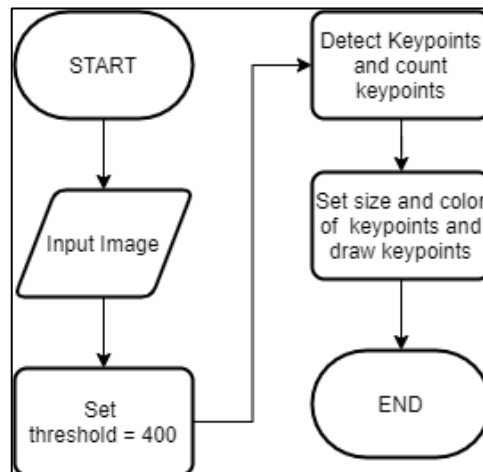 START
Input Image
Set
threshold = 400
Detect Keypoints
and count
keypoints
Set size and color
of keypoints and
draw keypoints
END